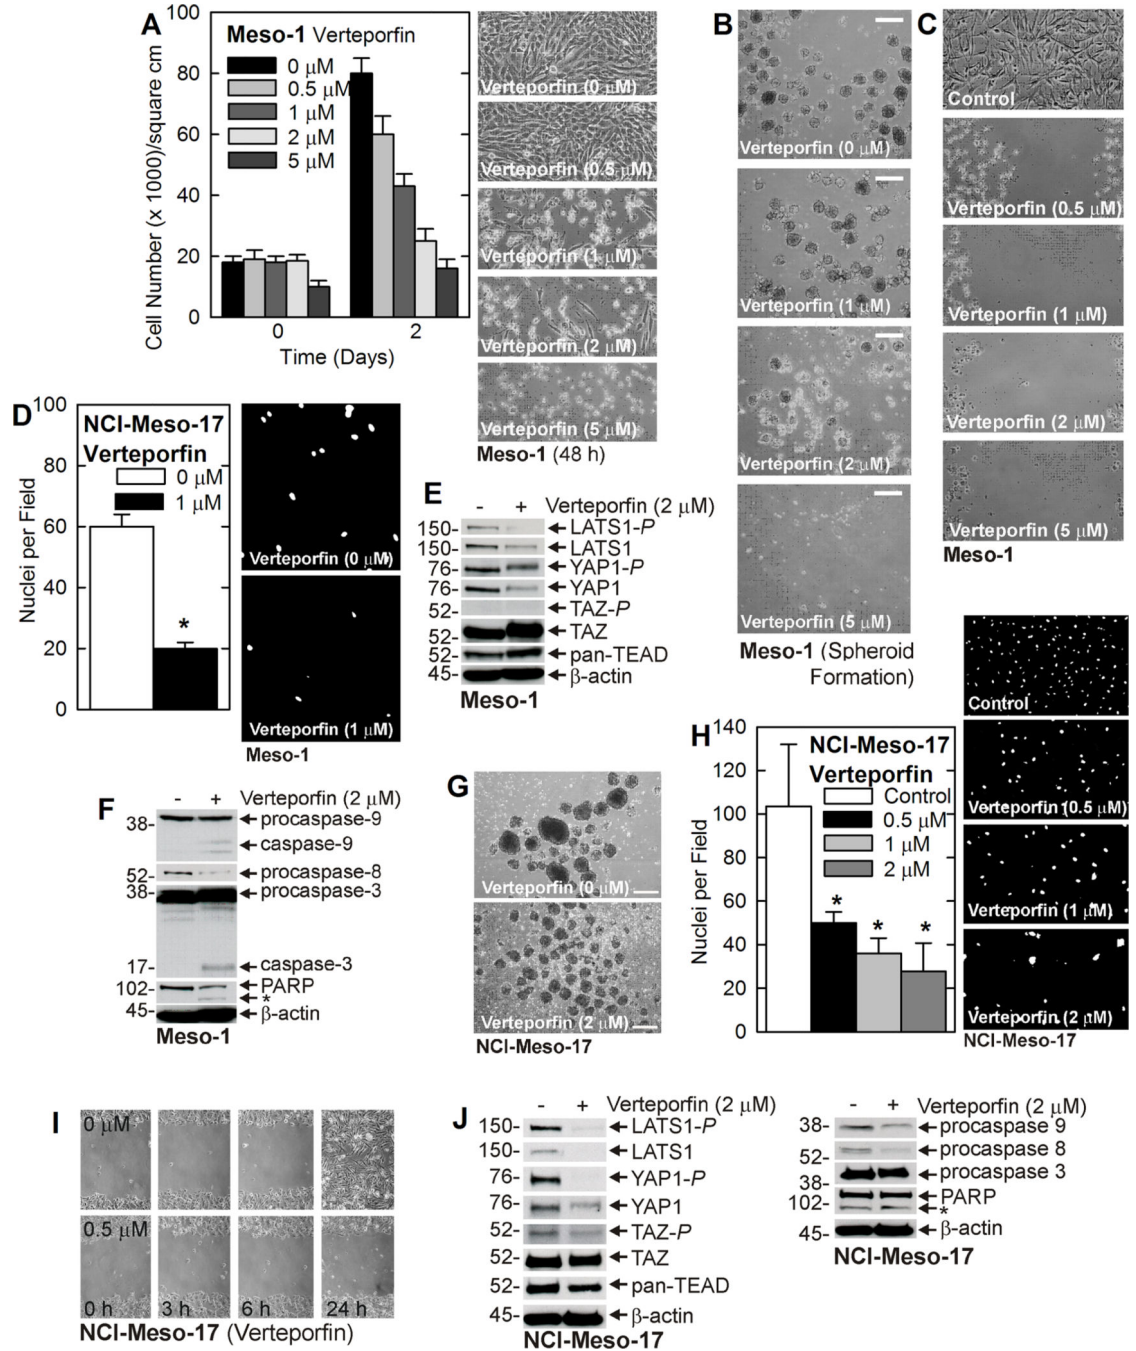 A
Cell Number (x 1000)/square cm
100
80
60
40
20
0
Meso-1 Verteporfin
0 μM
0.5 μM
1 μM
2 μM
5 μM
0
2
Time (Days)
Verteporfin (0 μM)
Verteporfin (0.5 μM)
Verteporfin (1 μM)
Verteporfin (2 μM)
Verteporfin (5 μM)
Meso-1 (48 h)
B
Verteporfin (0 μM)
Verteporfin (1 μM)
Verteporfin (2 μM)
Verteporfin (5 μM)
Meso-1 (Spheroid
Formation)
C
Control
Verteporfin (0.5 μM)
Verteporfin (1 μM)
Verteporfin (2 μM)
Verteporfin (5 μM)
Meso-1
D
Nuclei per Field
100
80
60
40
20
0
NCI-Meso-17
Verteporfin
0 μM
1 μM
*
Verteporfin (0 μM)
Verteporfin (1 μM)
Meso-1
E
- + Verteporfin (2 μM)
150- LATS1-P
150- LATS1
76- YAP1-P
76- YAP1
52- TAZ-P
52- TAZ
52- pan-TEAD
45- β-actin
Meso-1
F
- + Verteporfin (2 μM)
38- procaspase-9
caspase-9
52- procaspase-8
38- procaspase-3
17- caspase-3
102- PARP
*
45- β-actin
Meso-1
G
Verteporfin (0 μM)
Verteporfin (2 μM)
NCI-Meso-17
H
Nuclei per Field
140
120
100
80
60
40
20
0
NCI-Meso-17
Verteporfin
Control
0.5 μM
1 μM
2 μM
* * *
Control
Verteporfin (0.5 μM)
Verteporfin (1 μM)
Verteporfin (2 μM)
NCI-Meso-17
I
0 μM
0.5 μM
0 h 3 h 6 h 24 h
NCI-Meso-17 (Verteporfin)
J
- + Verteporfin (2 μM)
150- LATS1-P
150- LATS1
76- YAP1-P
76- YAP1
52- TAZ-P
52- TAZ
52- pan-TEAD
45- β-actin
NCI-Meso-17
- + Verteporfin (2 μM)
38- procaspase 9
52- procaspase 8
38- procaspase 3
102- PARP
*
45- β-actin
NCI-Meso-17